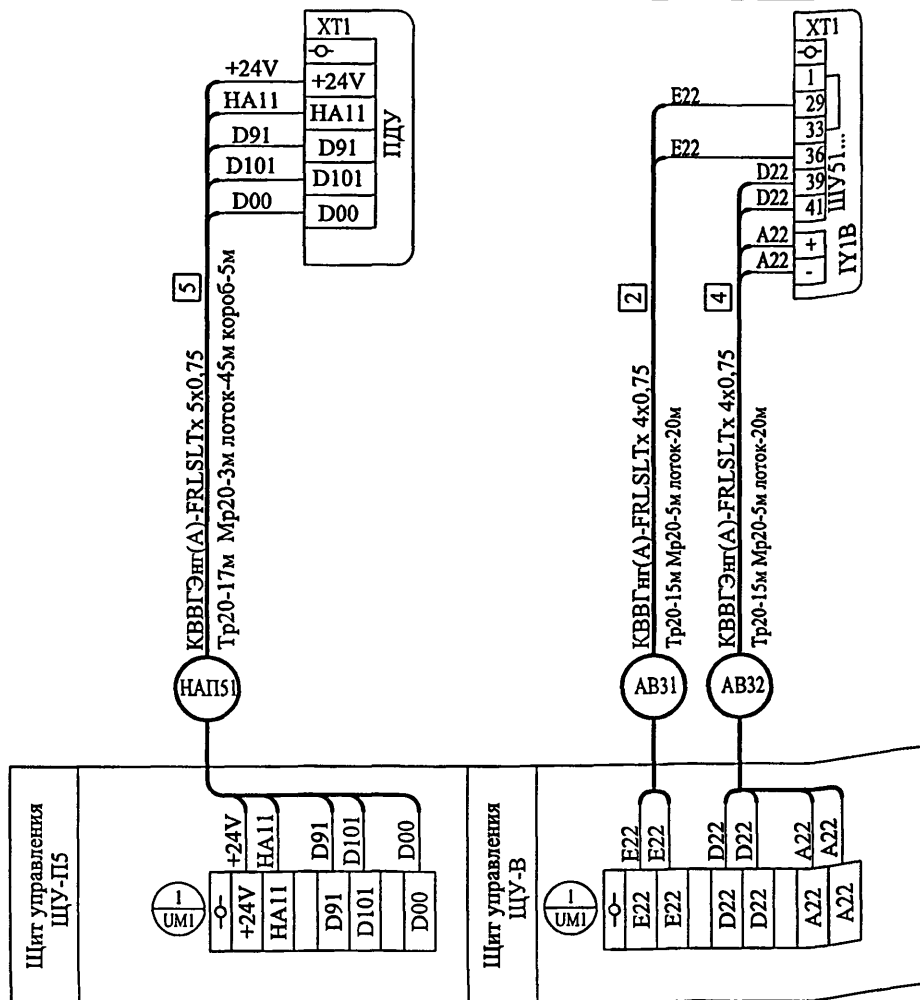 XT1
+24V
HA11
D91
D101
D00
ПДУ
+24V
HA11
D91
D101
D00
5
КВВГЭнг(А)-FRLSLTx 5x0,75
Тр20-17м Мр20-3м лоток-45м короб-5м
НАП51
XT1
1
29
33
36
39
41
+
-
ШУ51...
1У1В
E22
E22
D22
D22
A22
A22
2
КВВГнг(А)-FRLSLTx 4x0,75
Тр20-15м Мр20-5м лоток-20м
4
КВВГЭнг(А)-FRLSLTx 4x0,75
Тр20-15м Мр20-5м лоток-20м
АВ31
АВ32
Щит управления
ЩУ-П5
1
UM1
+24V
HA11
D91
D101
D00
+24V
HA11
D91
D101
D00
Щит управления
ЩУ-В
1
UM1
E22
E22
D22
D22
A22
A22
E22
E22
D22
D22
A22
A22